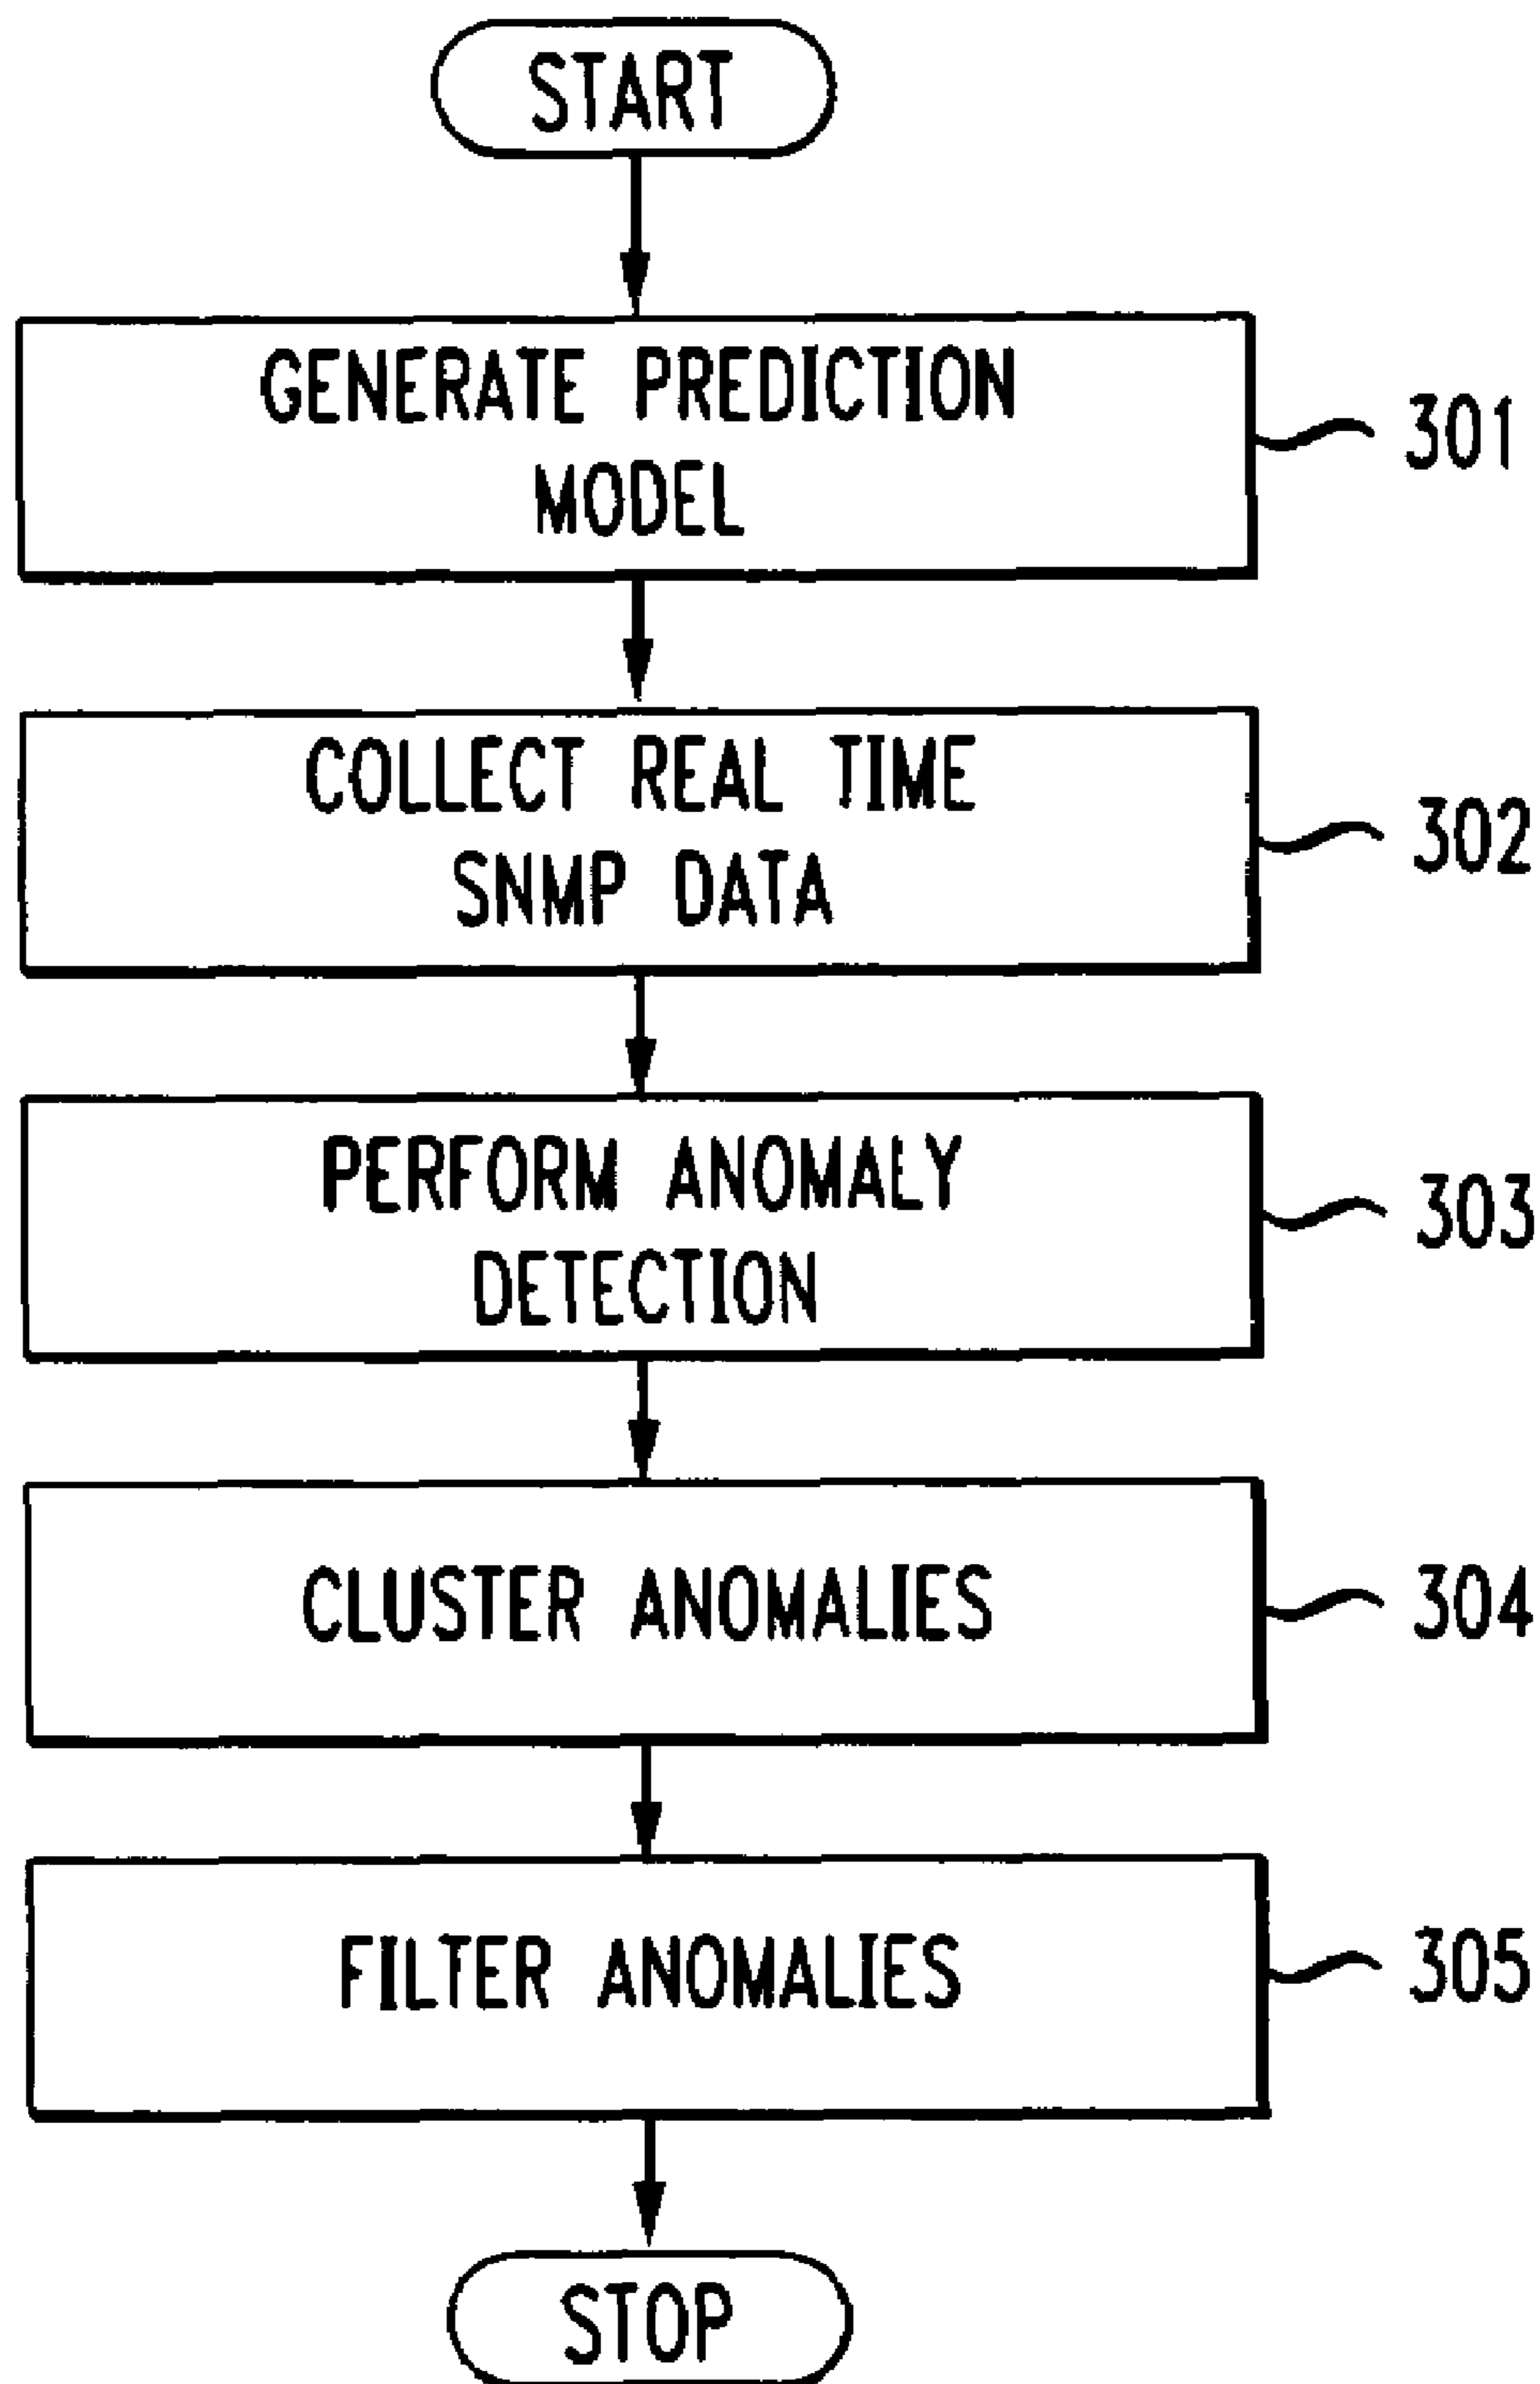 START
GENERATE PREDICTION
MODEL
301
COLLECT REAL TIME
SNMP DATA
302
PERFORM ANOMALY
DETECTION
303
CLUSTER ANOMALIES
304
FILTER ANOMALIES
305
STOP